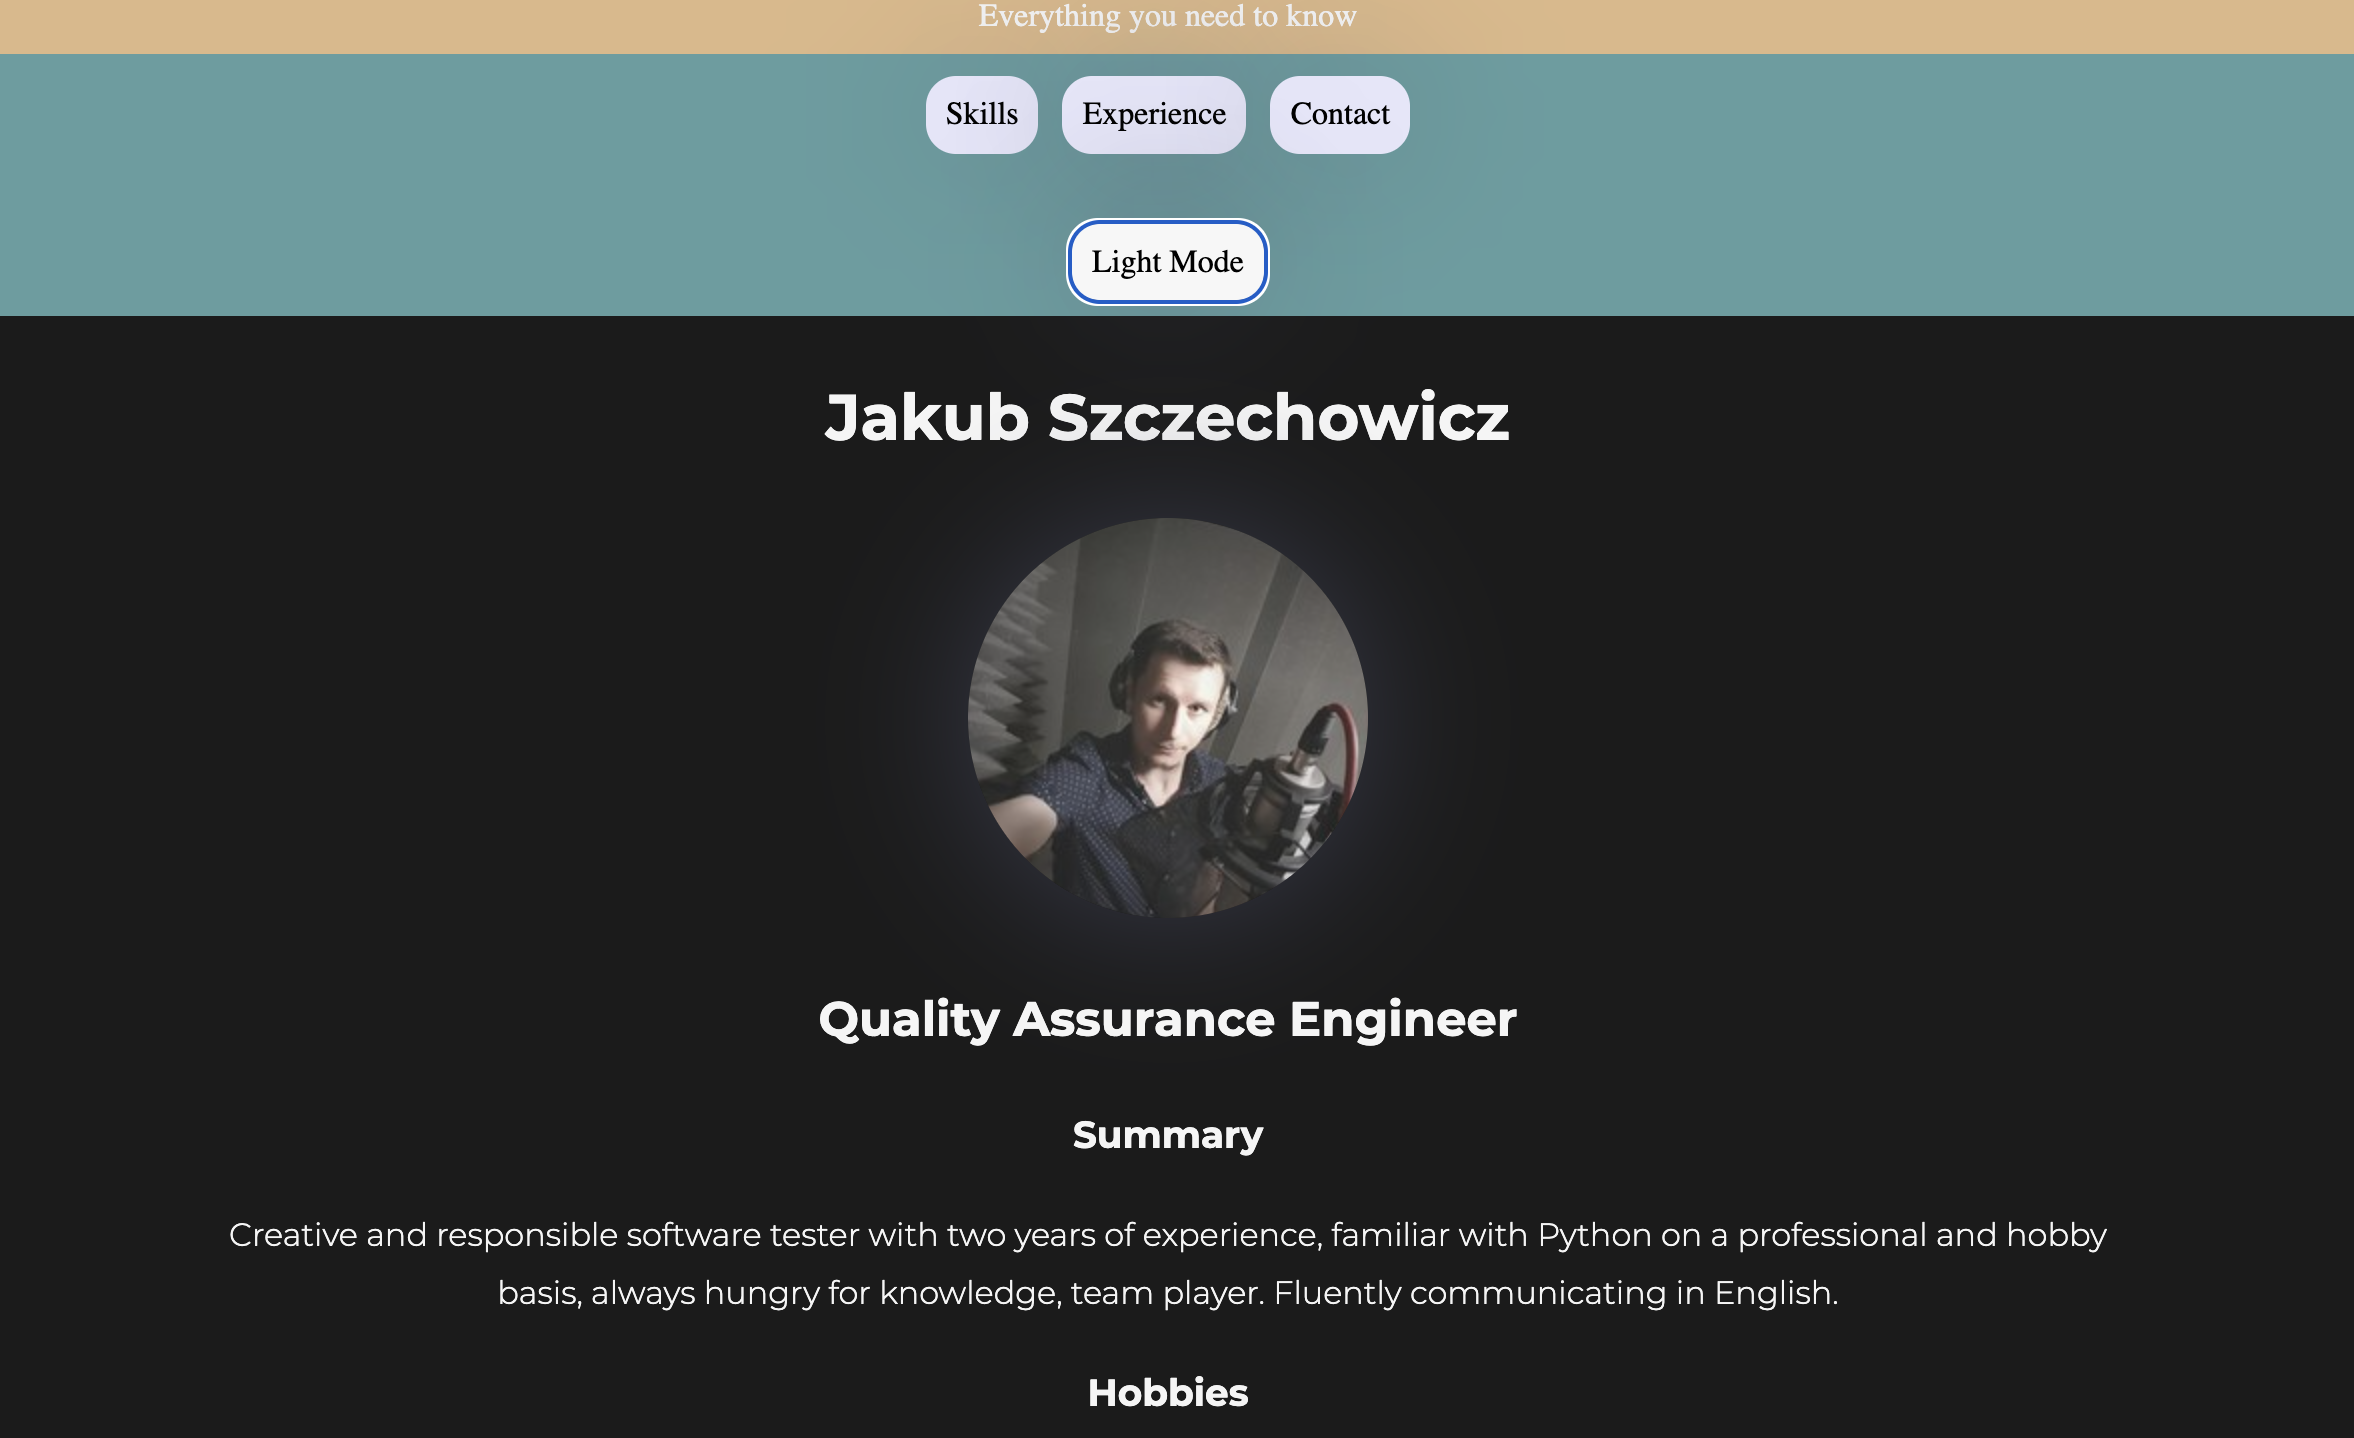 Everything you need to know
Skills
Experience
Contact
Light Mode
Jakub Szczechowicz
Quality Assurance Engineer
Summary
Creative and responsible software tester with two years of experience, familiar with Python on a professional and hobby
basis, always hungry for knowledge, team player. Fluently communicating in English.
Hobbies